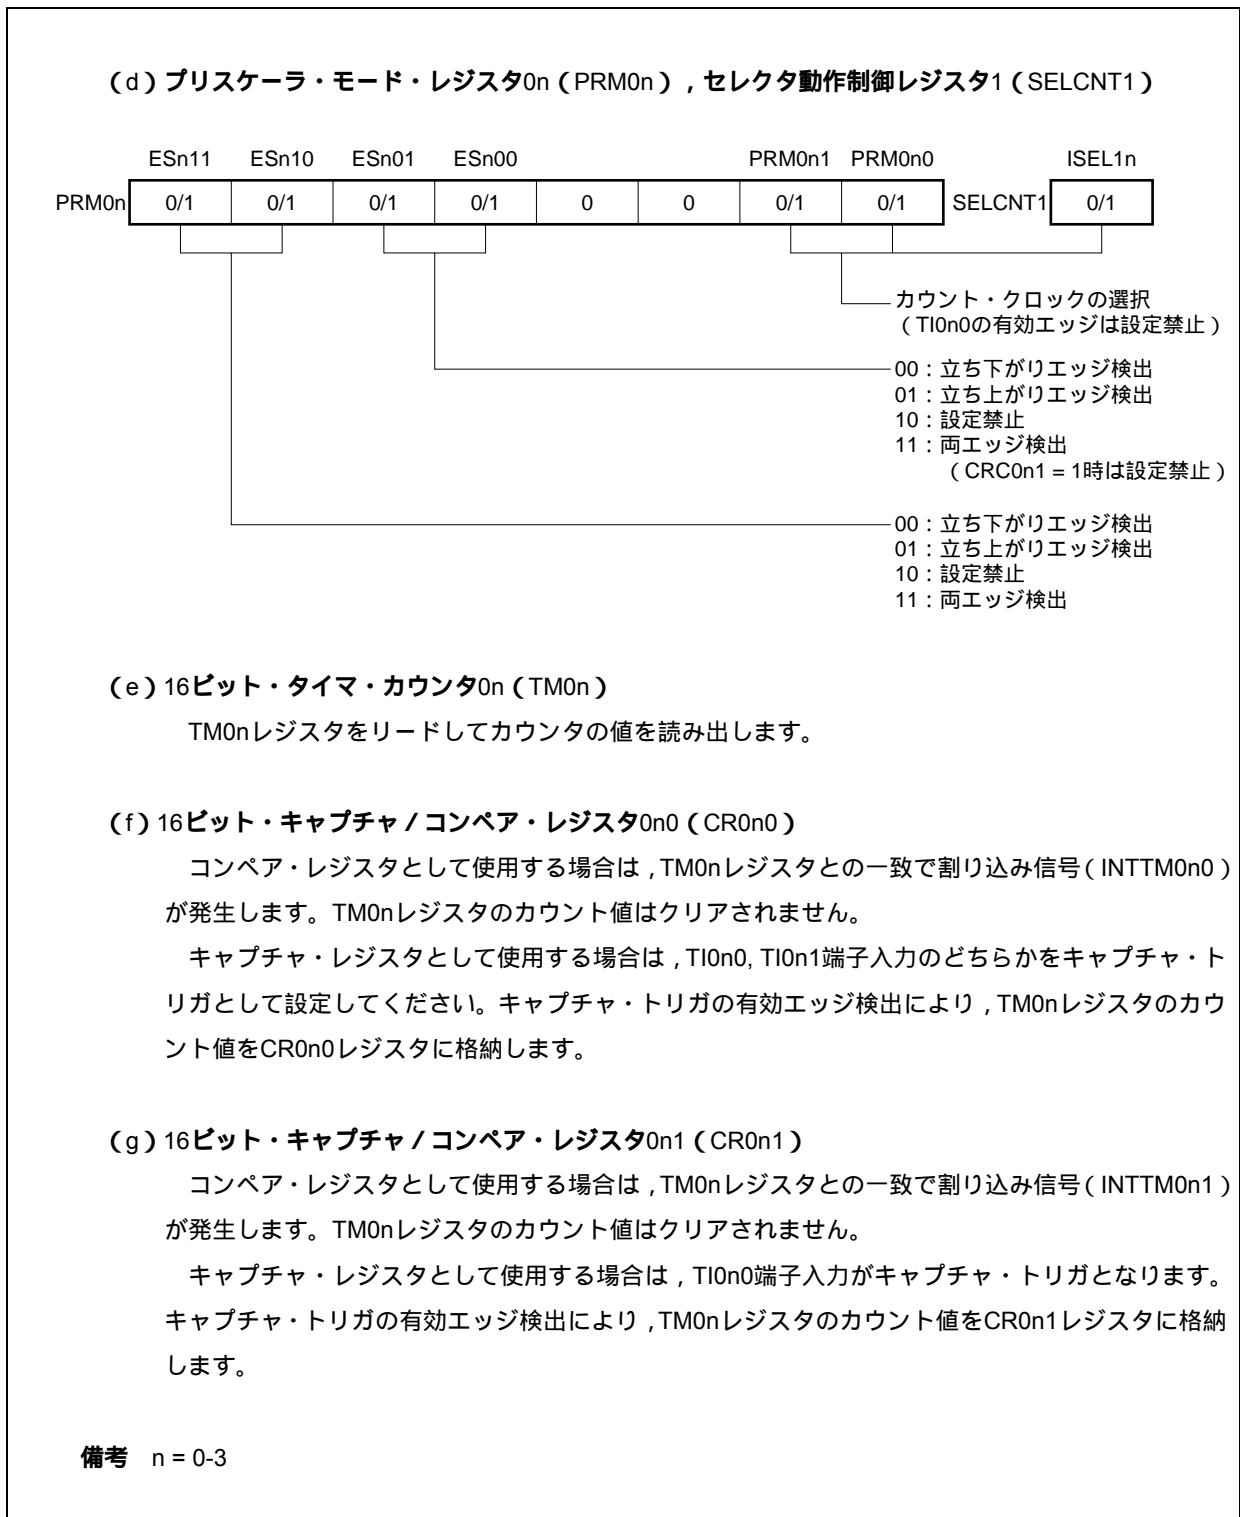 (d)プリスケーラ・モード・レジスタ0n(PRM0n),セレクタ動作制御レジスタ1(SELCNT1)
ESn11 ESn10 ESn01 ESn00 PRM0n1 PRM0n0 ISEL1n
PRM0n 0/1 0/1 0/1 0/1 0 0 0/1 0/1 SELCNT1 0/1
カウント・クロックの選択
(TI0n0の有効エッジは設定禁止)
00:立ち下がりエッジ検出
01:立ち上がりエッジ検出
10:設定禁止
11:両エッジ検出
(CRC0n1 = 1時は設定禁止)
00:立ち下がりエッジ検出
01:立ち上がりエッジ検出
10:設定禁止
11:両エッジ検出
(e)16ビット・タイマ・カウンタ0n(TM0n)
TM0nレジスタをリードしてカウンタの値を読み出します。
(f)16ビット・キャプチャ/コンペア・レジスタ0n0(CR0n0)
コンペア・レジスタとして使用する場合は,TM0nレジスタとの一致で割り込み信号(INTTM0n0)
が発生します。TM0nレジスタのカウント値はクリアされません。
キャプチャ・レジスタとして使用する場合は,TI0n0, TI0n1端子入力のどちらかをキャプチャ・ト
リガとして設定してください。キャプチャ・トリガの有効エッジ検出により,TM0nレジスタのカウ
ント値をCR0n0レジスタに格納します。
(g)16ビット・キャプチャ/コンペア・レジスタ0n1(CR0n1)
コンペア・レジスタとして使用する場合は,TM0nレジスタとの一致で割り込み信号(INTTM0n1)
が発生します。TM0nレジスタのカウント値はクリアされません。
キャプチャ・レジスタとして使用する場合は,TI0n0端子入力がキャプチャ・トリガとなります。
キャプチャ・トリガの有効エッジ検出により,TM0nレジスタのカウント値をCR0n1レジスタに格納
します。
備考 n = 0-3